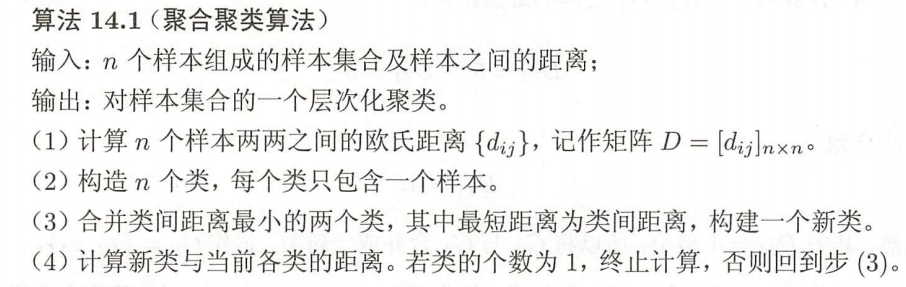 算法 14.1（聚合聚类算法）
输入：n 个样本组成的样本集合及样本之间的距离；
输出：对样本集合的一个层次化聚类。
（1）计算 n 个样本两两之间的欧氏距离 {dij}，记作矩阵 D = [dij]n×n。
（2）构造 n 个类，每个类只包含一个样本。
（3）合并类间距离最小的两个类，其中最短距离为类间距离，构建一个新类。
（4）计算新类与当前各类的距离。若类的个数为 1，终止计算，否则回到步 (3)。